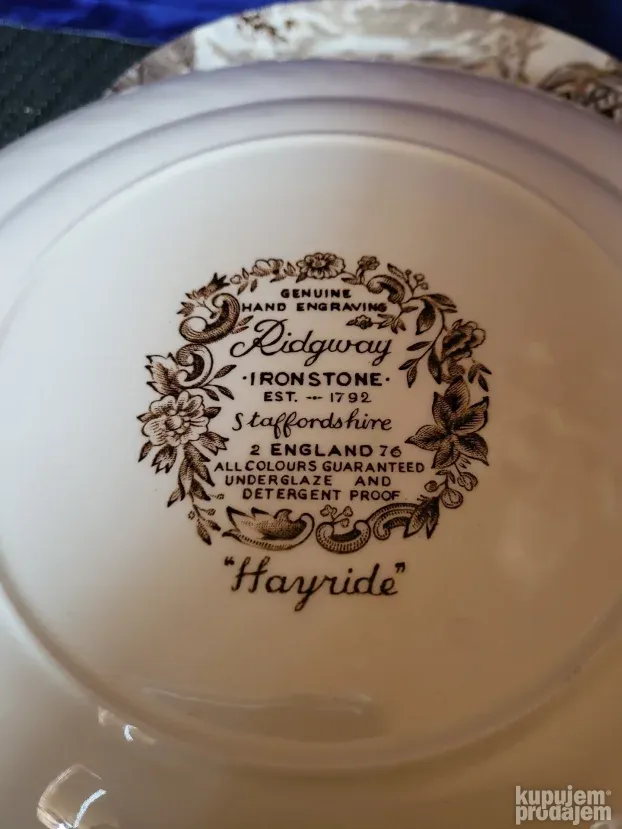 GENUINE
HAND ENGRAVING
Ridgway
·IRONSTONE·
EST. -- 1792
Staffordshire
2 ENGLAND 76
ALL COLOURS GUARANTEED
UNDERGLAZE AND
DETERGENT PROOF
"Hayride"
kupujem
prodajem